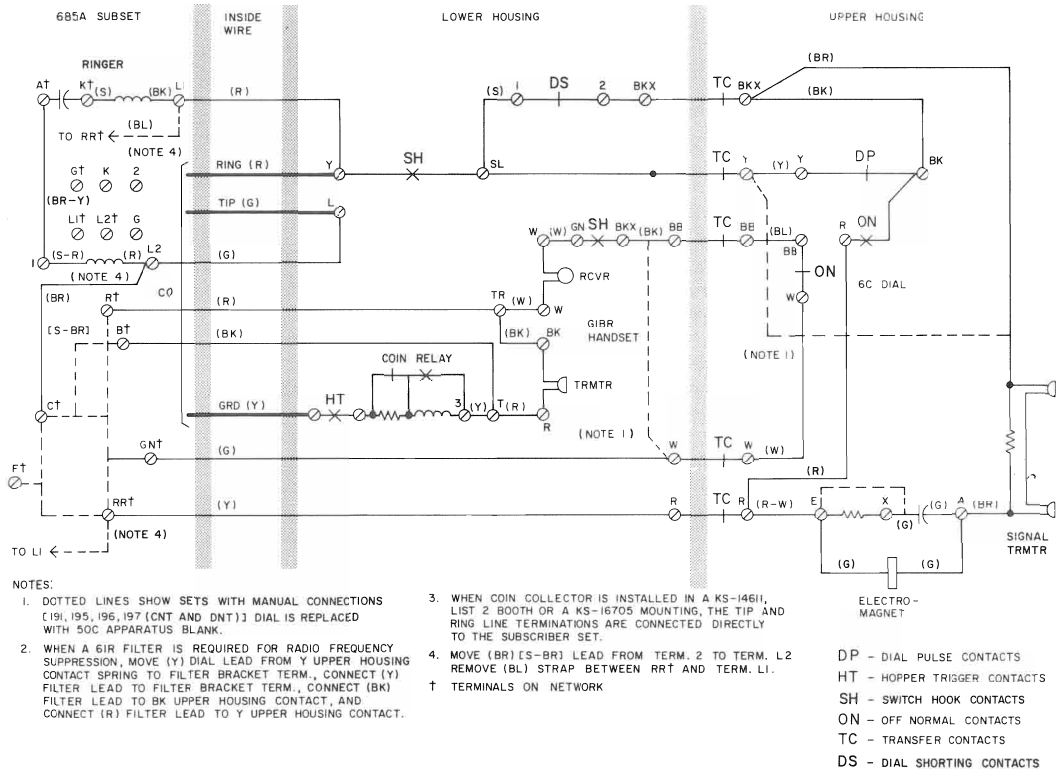 685A SUBSET
INSIDE WIRE
LOWER HOUSING
UPPER HOUSING
RINGER
A† K† (S) (BK) L1
(R)
(S) 1 DS 2 BKX
TC BKX
(BR)
(BK)
TO RR† (BL)
(NOTE 4)
RING (R) Y SH SL
TC Y (Y) Y DP BK
G† K 2
(BR-Y)
TIP (G) L
L1† L2† G
W (W) GN SH BKX (BK) BB
TC BB (BL) BB
R ON
1 (S-R) (R) L2
(G)
(NOTE 4)
CO
RCVR
ON
W
6C DIAL
(BR)
R†
(R)
TR (W) W
[S-BR] B†
(BK)
(BK) BK
G1BR HANDSET
(NOTE 1)
COIN RELAY
TRMTR
C†
GRD (Y) HT
3 (Y) T (R) R
(NOTE 1)
GN†
(G)
W TC W (W)
(R)
F†
RR†
(Y)
R TC R (R-W) E X (G) (G) A (BR)
(NOTE 4)
TO L1
(G) (G)
SIGNAL TRMTR
ELECTRO-
MAGNET
NOTES:
1. DOTTED LINES SHOW SETS WITH MANUAL CONNECTIONS
[191, 195, 196, 197 (CNT AND DNT)] DIAL IS REPLACED
WITH 50C APPARATUS BLANK.
2. WHEN A 61R FILTER IS REQUIRED FOR RADIO FREQUENCY
SUPPRESSION, MOVE (Y) DIAL LEAD FROM Y UPPER HOUSING
CONTACT SPRING TO FILTER BRACKET TERM., CONNECT (Y)
FILTER LEAD TO FILTER BRACKET TERM., CONNECT (BK)
FILTER LEAD TO BK UPPER HOUSING CONTACT, AND
CONNECT (R) FILTER LEAD TO Y UPPER HOUSING CONTACT.
3. WHEN COIN COLLECTOR IS INSTALLED IN A KS-14611,
LIST 2 BOOTH OR A KS-16705 MOUNTING, THE TIP AND
RING LINE TERMINATIONS ARE CONNECTED DIRECTLY
TO THE SUBSCRIBER SET.
4. MOVE (BR) [S-BR] LEAD FROM TERM. 2 TO TERM. L2
REMOVE (BL) STRAP BETWEEN RR† AND TERM. L1.
† TERMINALS ON NETWORK
DP – DIAL PULSE CONTACTS
HT – HOPPER TRIGGER CONTACTS
SH – SWITCH HOOK CONTACTS
ON – OFF NORMAL CONTACTS
TC – TRANSFER CONTACTS
DS – DIAL SHORTING CONTACTS